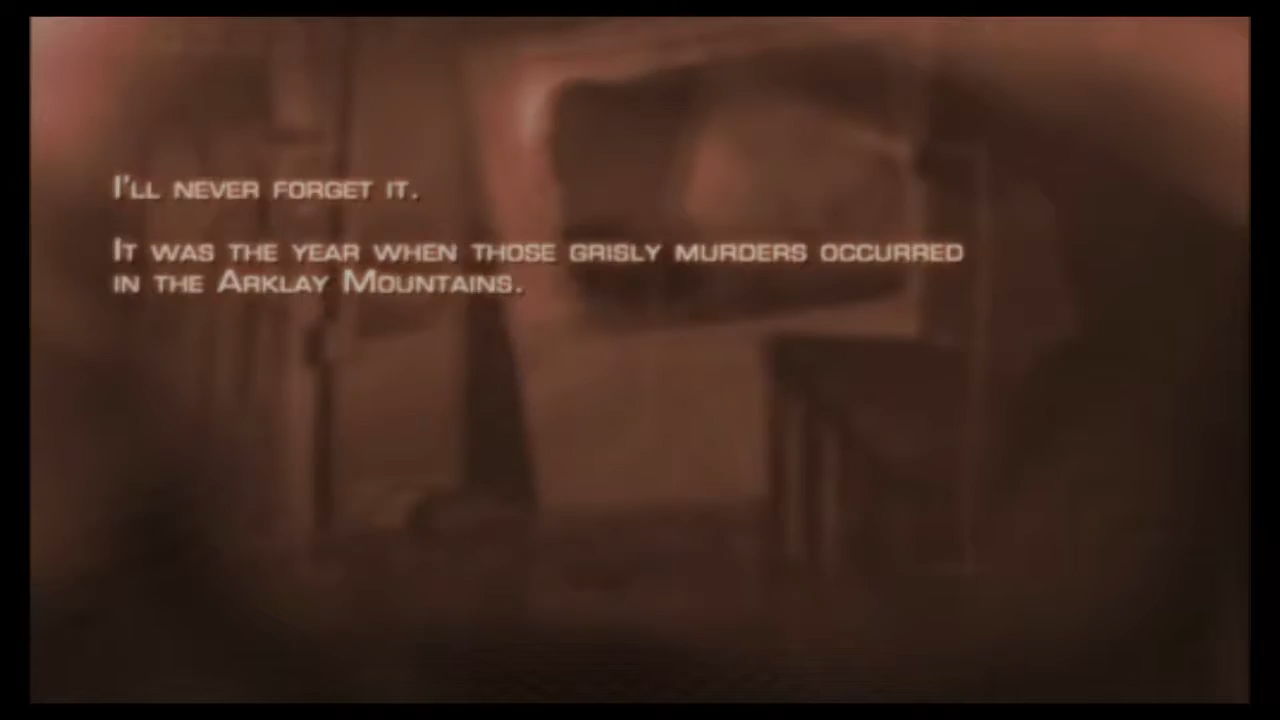 I'll never forget it.
It was the year when those grisly murders occurred
in the Arklay Mountains.